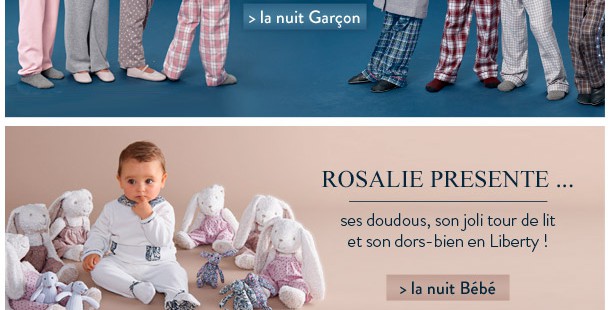 > la nuit Garçon
ROSALIE PRESENTE ...
ses doudous, son joli tour de lit
et son dors-bien en Liberty !
> la nuit Bébé